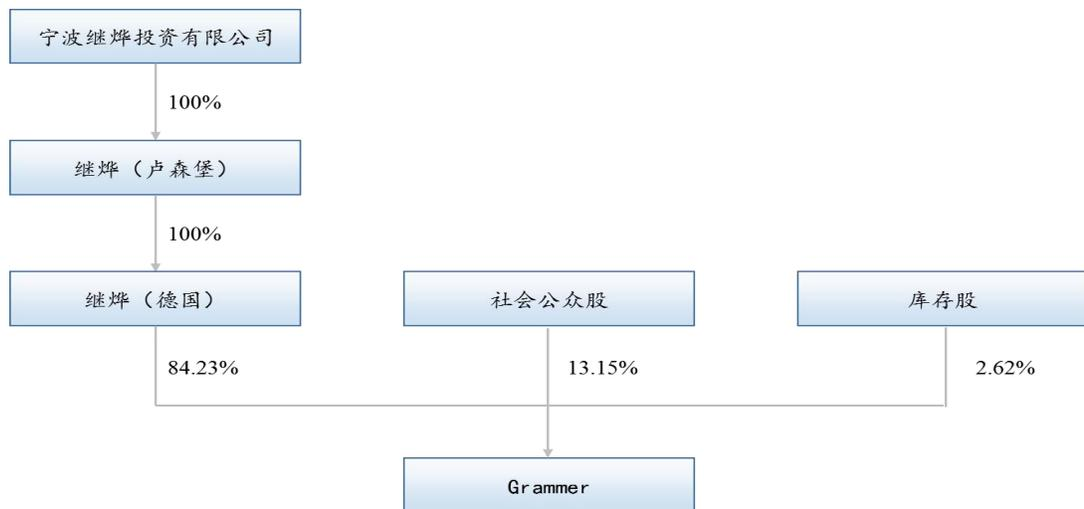 宁波继烨投资有限公司
100%
继烨（卢森堡）
100%
继烨（德国）
社会公众股
库存股
84.23%
13.15%
2.62%
Grammer